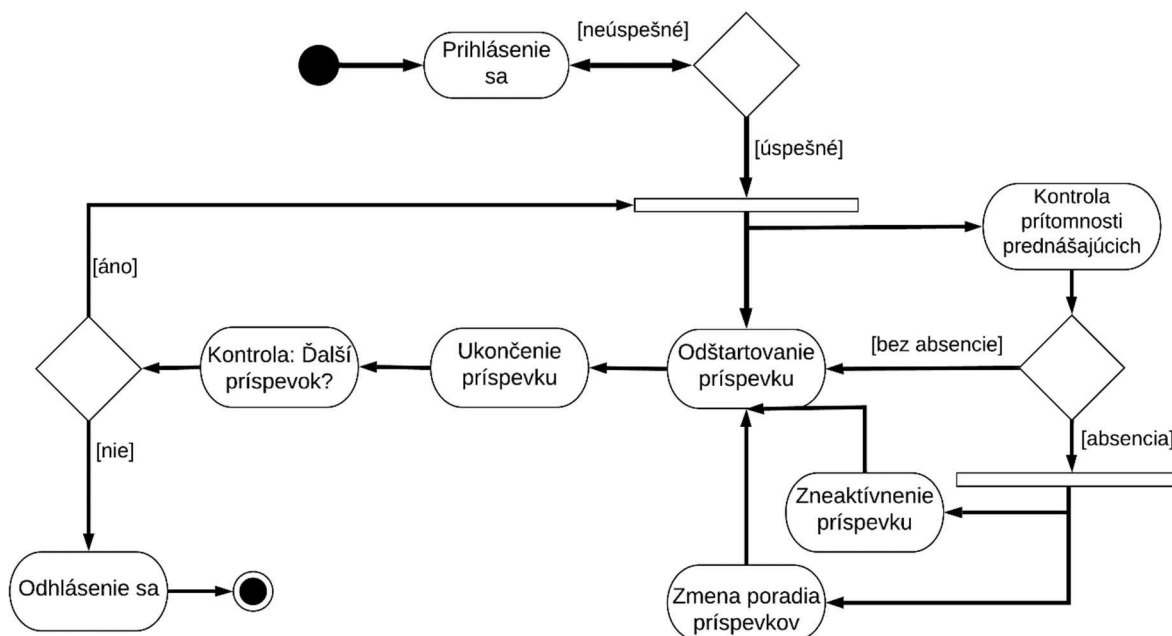 [neúspešné]
Prihlásenie
sa
[úspešné]
Kontrola
prítomnosti
prednášajúcich
[áno]
Kontrola: Ďalší
príspevok?
Ukončenie
príspevku
Odštartovanie
príspevku
[bez absencie]
[nie]
[absencia]
Zneaktívnenie
príspevku
Odhlásenie sa
Zmena poradia
príspevkov